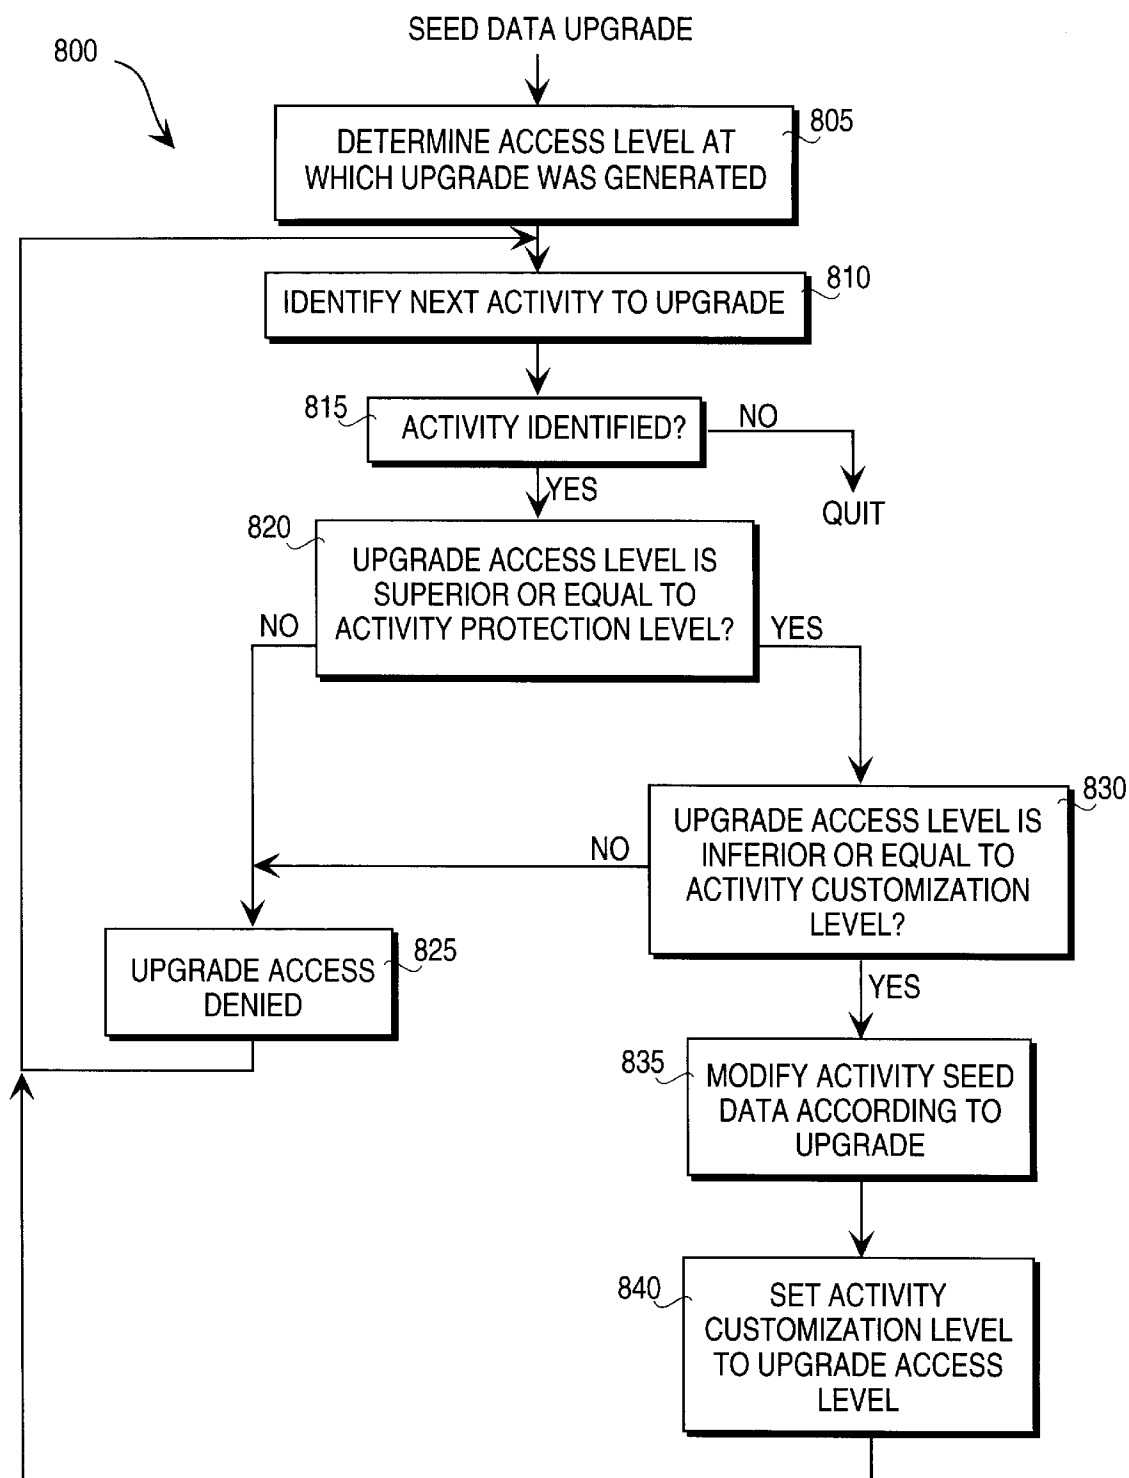 SEED DATA UPGRADE
800
805
DETERMINE ACCESS LEVEL AT
WHICH UPGRADE WAS GENERATED
810
IDENTIFY NEXT ACTIVITY TO UPGRADE
815
ACTIVITY IDENTIFIED?
NO
YES
QUIT
820
UPGRADE ACCESS LEVEL IS
SUPERIOR OR EQUAL TO
ACTIVITY PROTECTION LEVEL?
NO
YES
830
UPGRADE ACCESS LEVEL IS
INFERIOR OR EQUAL TO
ACTIVITY CUSTOMIZATION
LEVEL?
NO
825
UPGRADE ACCESS
DENIED
YES
835
MODIFY ACTIVITY SEED
DATA ACCORDING TO
UPGRADE
840
SET ACTIVITY
CUSTOMIZATION LEVEL
TO UPGRADE ACCESS
LEVEL